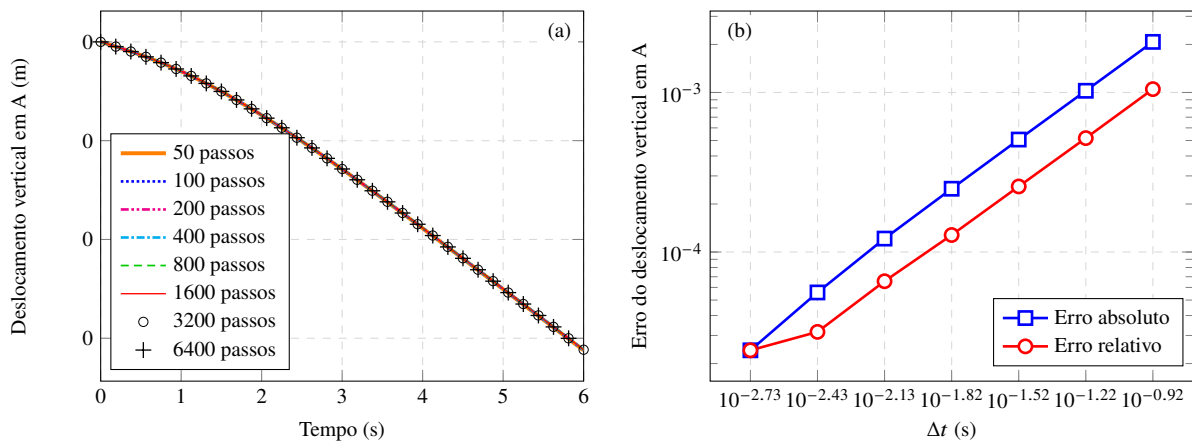 (a)
Deslocamento vertical em A (m)
0
0
0
0
50 passos
100 passos
200 passos
400 passos
800 passos
1600 passos
3200 passos
6400 passos
0 1 2 3 4 5 6
Tempo (s)
(b)
Erro do deslocamento vertical em A
10^{-3}
10^{-4}
Erro absoluto
Erro relativo
10^{-2.73} 10^{-2.43} 10^{-2.13} 10^{-1.82} 10^{-1.52} 10^{-1.22} 10^{-0.92}
Δt (s)